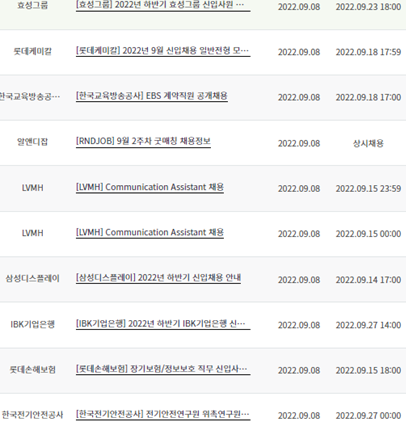 효성그룹 [효성그룹] 2022년 하반기 효성그룹 신입사원 ··· 2022.09.08 2022.09.23 18:00
롯데케미칼 [롯데케미칼] 2022년 9월 신입채용 일반전형 모··· 2022.09.08 2022.09.18 17:59
한국교육방송공··· [한국교육방송공사] EBS 계약직원 공개채용 2022.09.08 2022.09.18 17:00
알앤디잡 [RNDJOB] 9월 2주차 굿매칭 채용정보 2022.09.08 상시채용
LVMH [LVMH] Communication Assistant 채용 2022.09.08 2022.09.15 23:59
LVMH [LVMH] Communication Assistant 채용 2022.09.08 2022.09.15 00:00
삼성디스플레이 [삼성디스플레이] 2022년 하반기 신입채용 안내 2022.09.08 2022.09.14 17:00
IBK기업은행 [IBK기업은행] 2022년 하반기 IBK기업은행 신··· 2022.09.08 2022.09.27 14:00
롯데손해보험 [롯데손해보험] 장기보험/정보보호 직무 신입사··· 2022.09.08 2022.09.15 18:00
한국전기안전공사 [한국전기안전공사] 전기안전연구원 위촉연구원··· 2022.09.08 2022.09.27 00:00